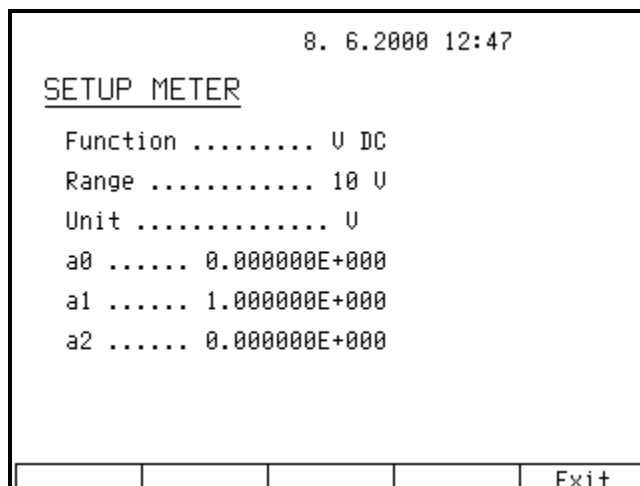 8. 6.2000 12:47
SETUP METER
Function ......... V DC
Range ............ 10 V
Unit .............. V
a0 ...... 0.000000E+000
a1 ...... 1.000000E+000
a2 ...... 0.000000E+000
Exit